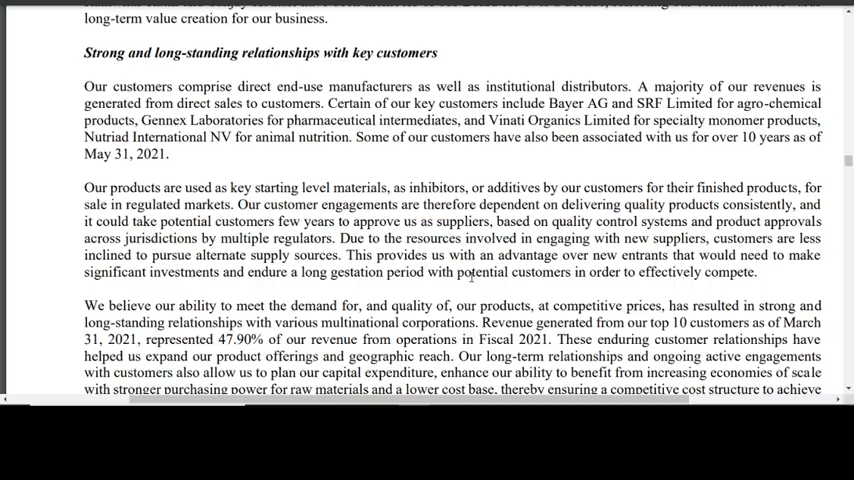 long-term value creation for our business.
Strong and long-standing relationships with key customers
Our customers comprise direct end-use manufacturers as well as institutional distributors. A majority of our revenues is
generated from direct sales to customers. Certain of our key customers include Bayer AG and SRF Limited for agro-chemical
products, Gennex Laboratories for pharmaceutical intermediates, and Vinati Organics Limited for specialty monomer products,
Nutriad International NV for animal nutrition. Some of our customers have also been associated with us for over 10 years as of
May 31, 2021.
Our products are used as key starting level materials, as inhibitors, or additives by our customers for their finished products, for
sale in regulated markets. Our customer engagements are therefore dependent on delivering quality products consistently, and
it could take potential customers few years to approve us as suppliers, based on quality control systems and product approvals
across jurisdictions by multiple regulators. Due to the resources involved in engaging with new suppliers, customers are less
inclined to pursue alternate supply sources. This provides us with an advantage over new entrants that would need to make
significant investments and endure a long gestation period with potential customers in order to effectively compete.
We believe our ability to meet the demand for, and quality of, our products, at competitive prices, has resulted in strong and
long-standing relationships with various multinational corporations. Revenue generated from our top 10 customers as of March
31, 2021, represented 47.90% of our revenue from operations in Fiscal 2021. These enduring customer relationships have
helped us expand our product offerings and geographic reach. Our long-term relationships and ongoing active engagements
with customers also allow us to plan our capital expenditure, enhance our ability to benefit from increasing economies of scale
with stronger purchasing power for raw materials and a lower cost base, thereby ensuring a competitive cost structure to achieve